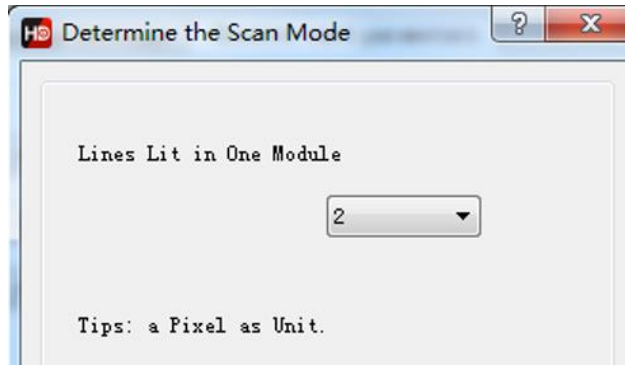 HD Determine the Scan Mode
?
Lines Lit in One Module
2
Tips: a Pixel as Unit.